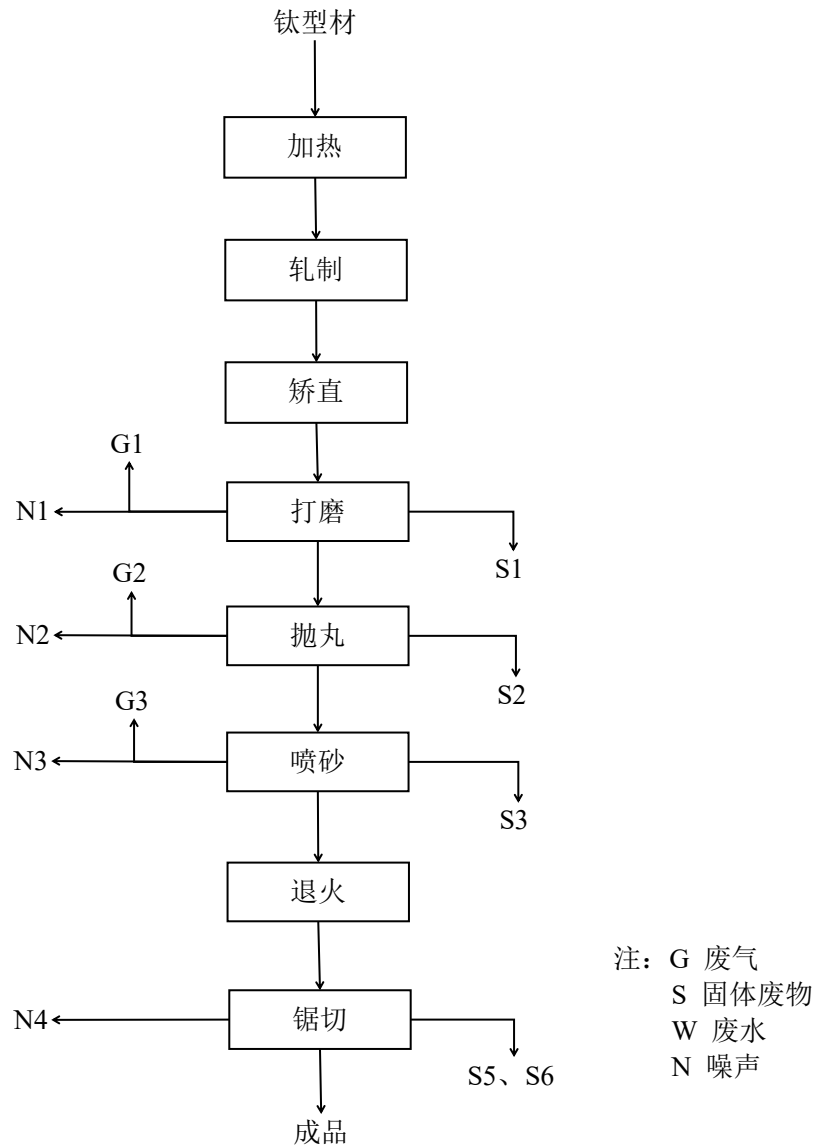 钛型材
加热
轧制
矫直
G1
N1
打磨
S1
G2
N2
抛丸
S2
G3
N3
喷砂
S3
退火
注：G 废气
S 固体废物
W 废水
N 噪声
N4
锯切
S5、S6
成品